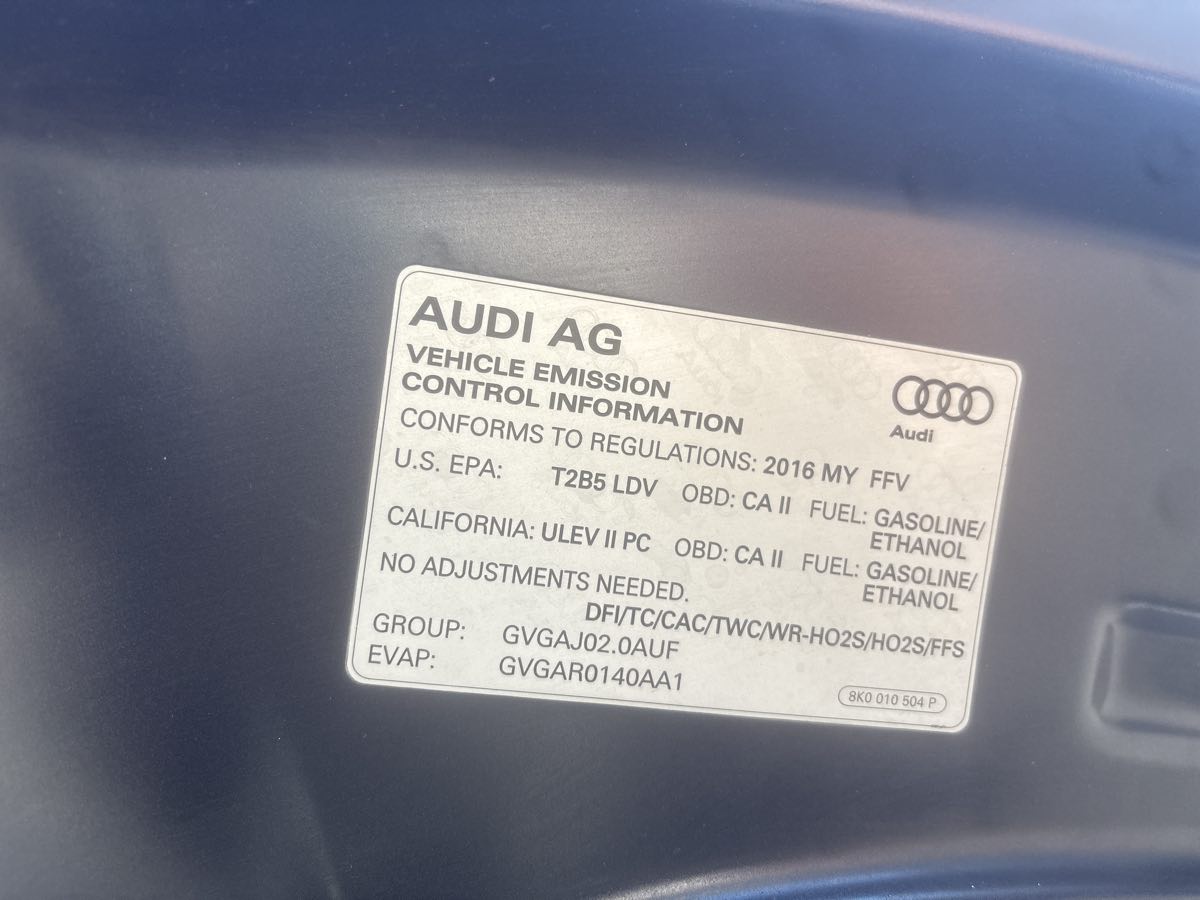 AUDI AG
VEHICLE EMISSION
CONTROL INFORMATION
Audi
CONFORMS TO REGULATIONS: 2016 MY FFV
U.S. EPA: T2B5 LDV OBD: CA II FUEL: GASOLINE/
ETHANOL
CALIFORNIA: ULEV II PC OBD: CA II FUEL: GASOLINE/
ETHANOL
NO ADJUSTMENTS NEEDED.
DFI/TC/CAC/TWC/WR-HO2S/HO2S/FFS
GROUP: GVGAJ02.0AUF
EVAP: GVGAR0140AA1
8K0 010 504 P